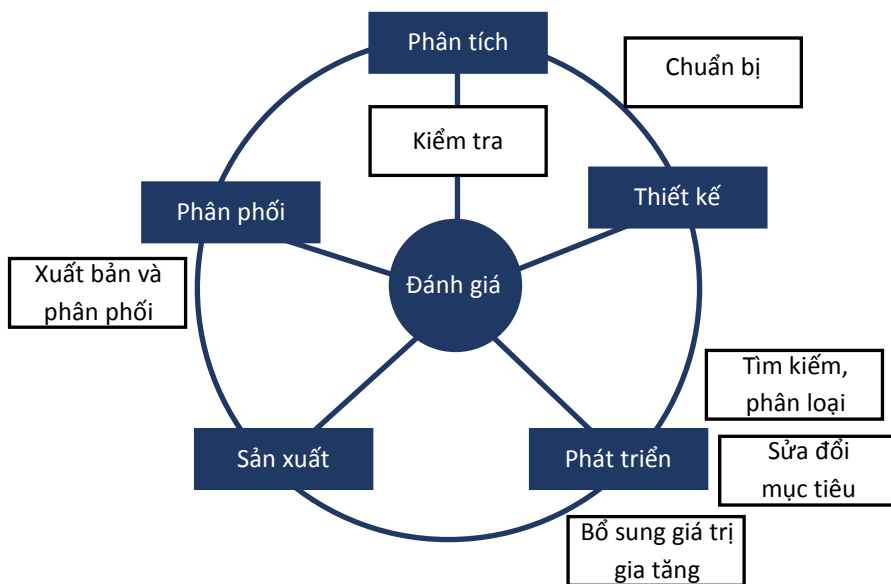 Phân tích
Chuẩn bị
Kiểm tra
Phân phối
Thiết kế
Xuất bản và
phân phối
Đánh giá
Tìm kiếm,
phân loại
Sản xuất
Phát triển
Sửa đổi
mục tiêu
Bổ sung giá trị
gia tăng